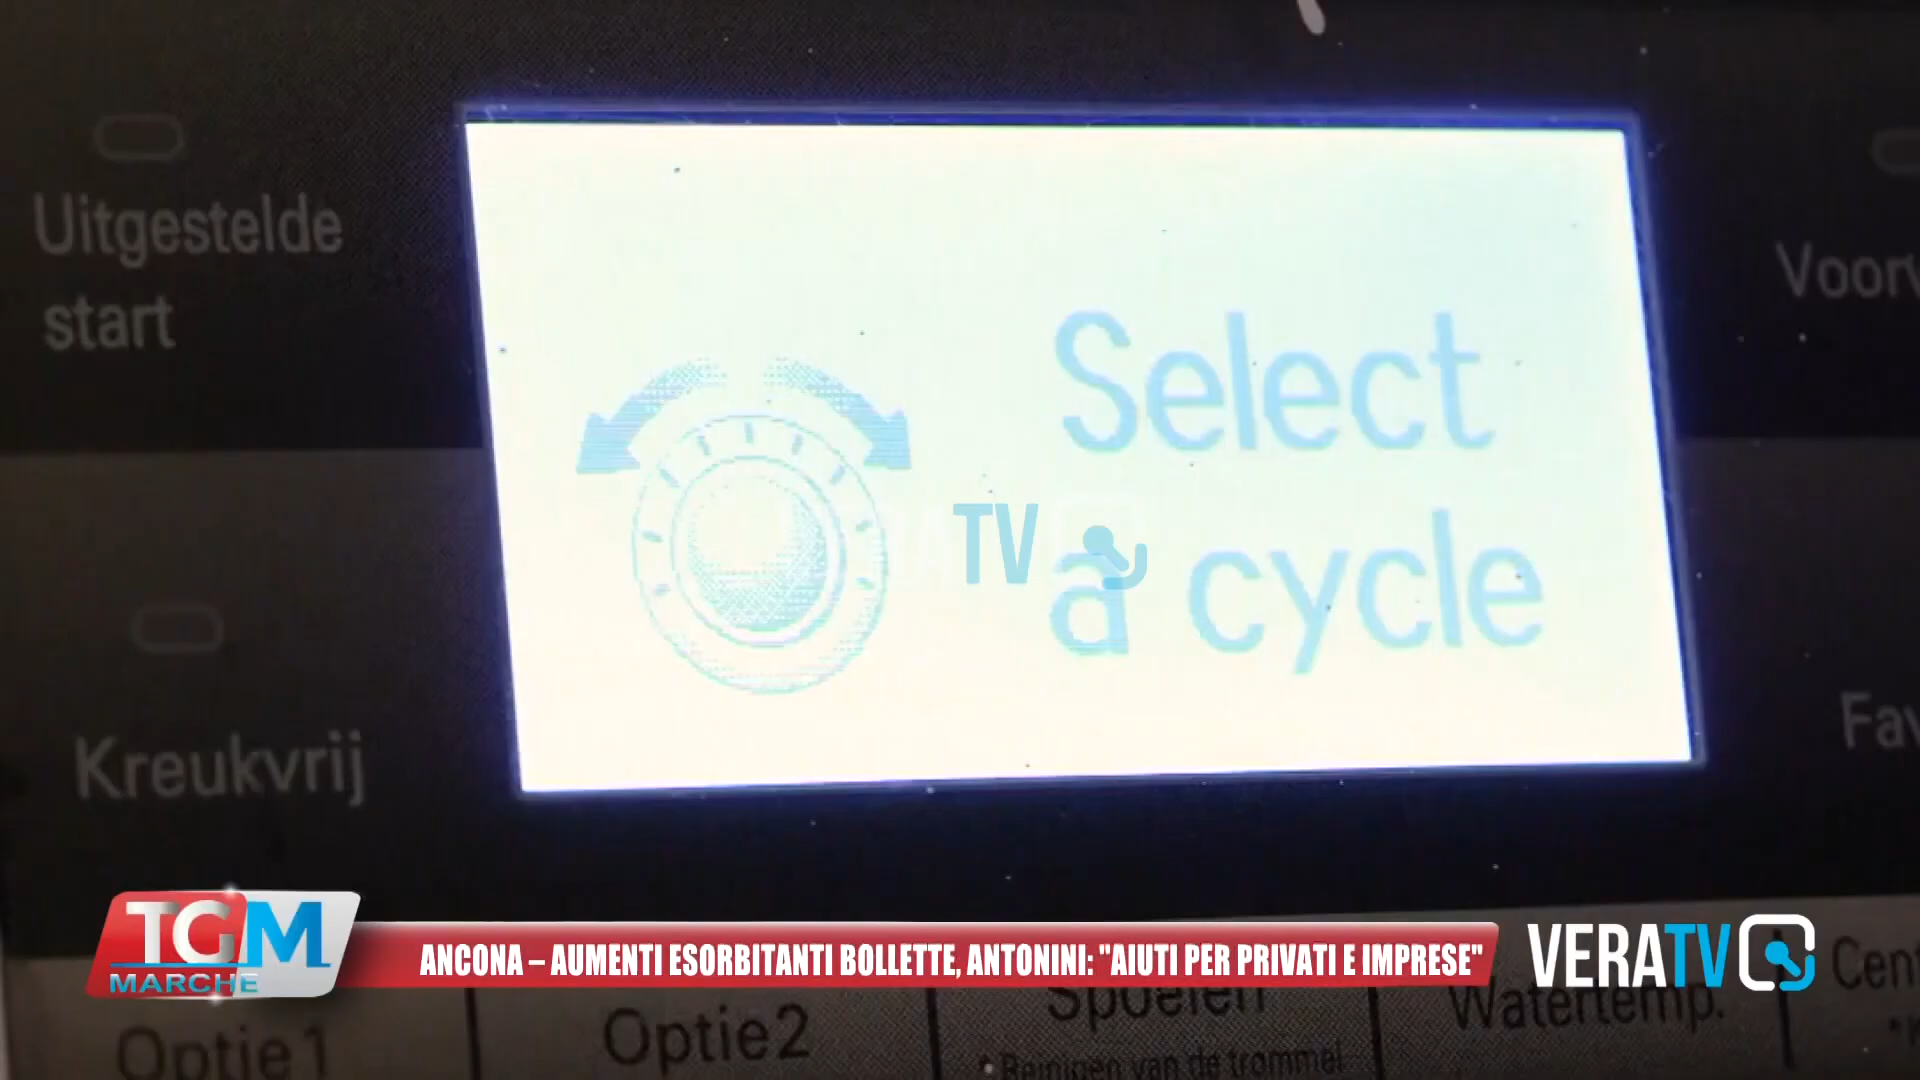 Uitgestelde
start
Select
a cycle
TV
Kreukvrij
TGM
MARCHE
ANCONA – AUMENTI ESORBITANTI BOLLETTE, ANTONINI: "AIUTI PER PRIVATI E IMPRESE"
VERATV
Optie1
Optie2
Spoelen
* Reinigen van de trommel
Watertemp.